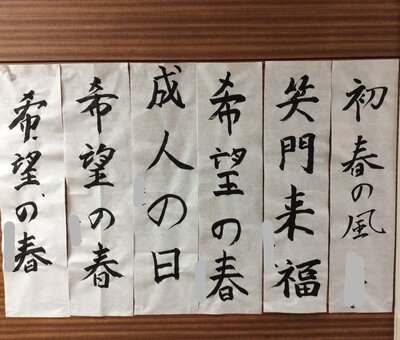 初春の風
笑門来福
希望の春
成人の日
希望の春
希望の春